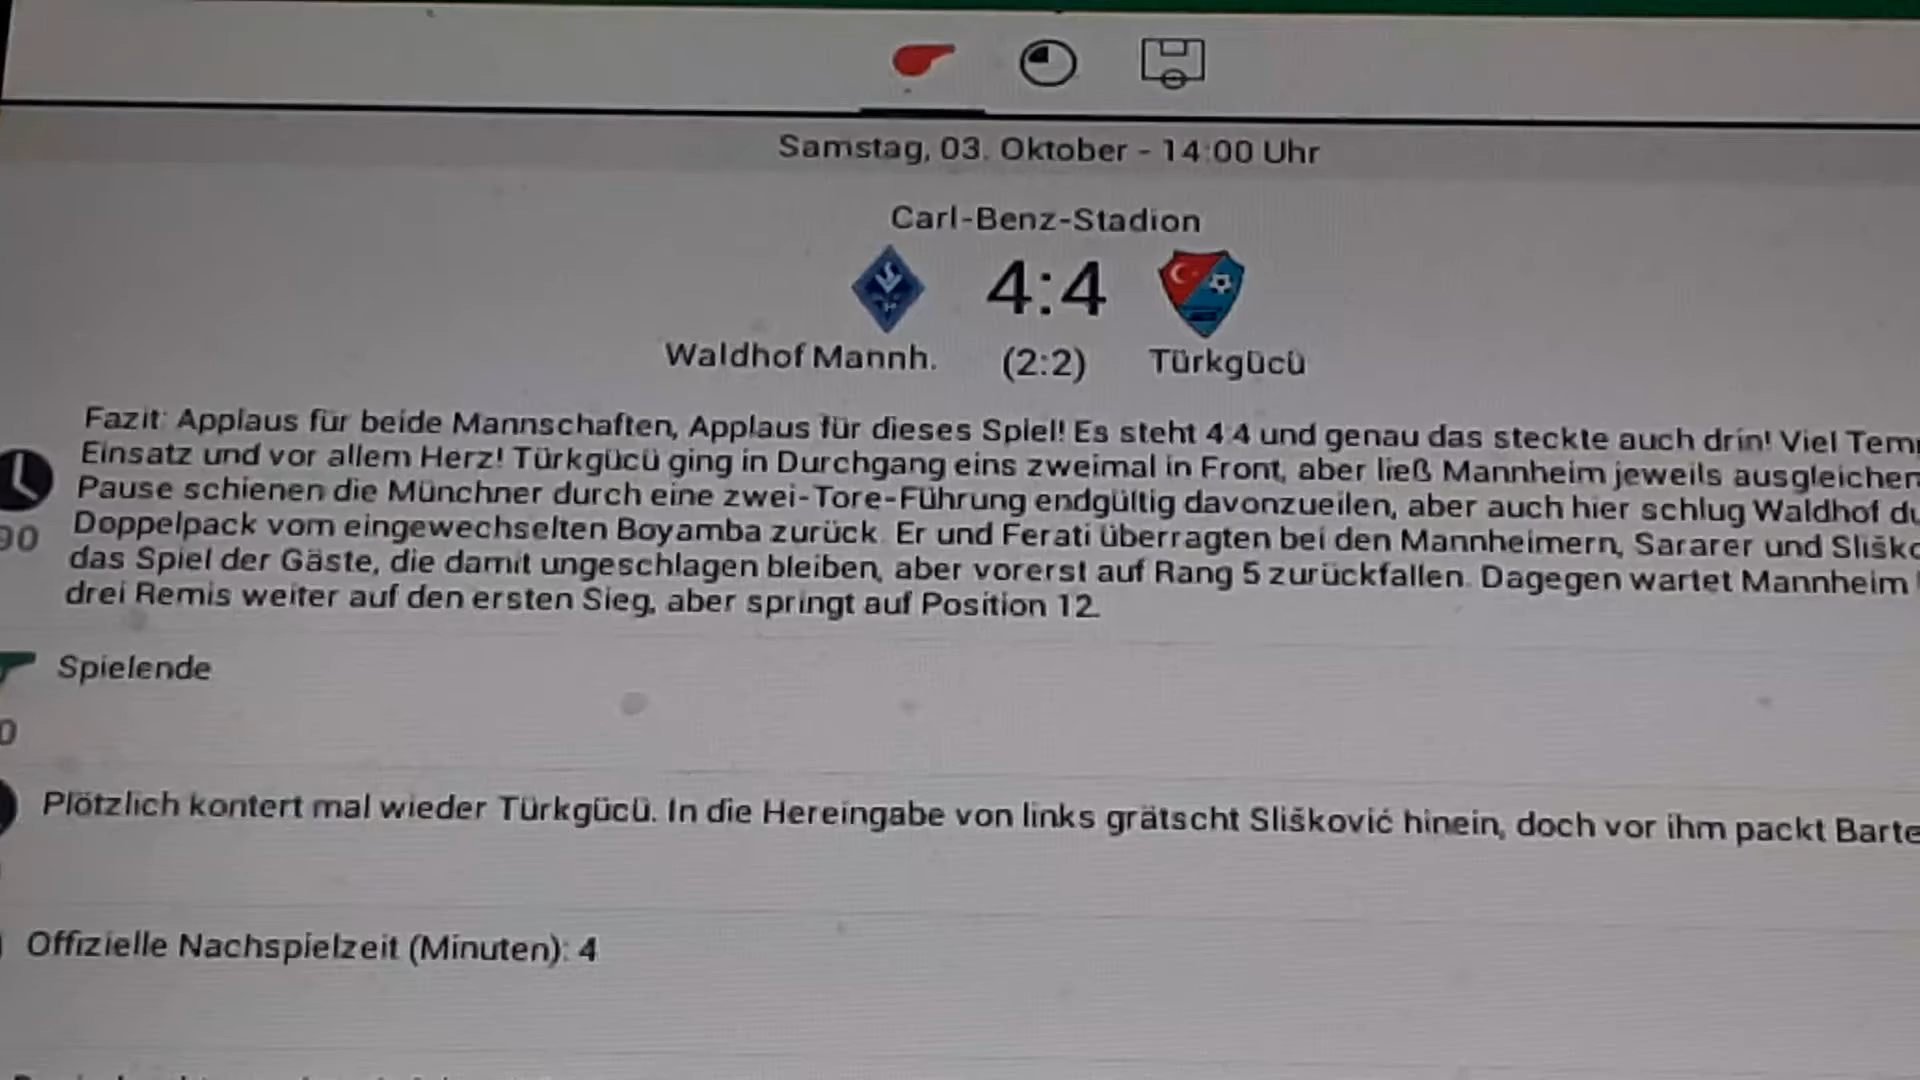 Samstag, 03. Oktober - 14:00 Uhr
Carl-Benz-Stadion
4:4
Waldhof Mannh. (2:2) Türkgücü
Fazit: Applaus für beide Mannschaften, Applaus für dieses Spiel! Es steht 4:4 und genau das steckte auch drin! Viel Tem
Einsatz und vor allem Herz! Türkgücü ging in Durchgang eins zweimal in Front, aber ließ Mannheim jeweils ausgleichen
Pause schienen die Münchner durch eine zwei-Tore-Führung endgültig davonzueilen, aber auch hier schlug Waldhof du
90 Doppelpack vom eingewechselten Boyamba zurück. Er und Ferati überragten bei den Mannheimern, Sararer und Sliško
das Spiel der Gäste, die damit ungeschlagen bleiben, aber vorerst auf Rang 5 zurückfallen. Dagegen wartet Mannheim
drei Remis weiter auf den ersten Sieg, aber springt auf Position 12.
Spielende
0
Plötzlich kontert mal wieder Türkgücü. In die Hereingabe von links grätscht Slišković hinein, doch vor ihm packt Barte
Offizielle Nachspielzeit (Minuten): 4